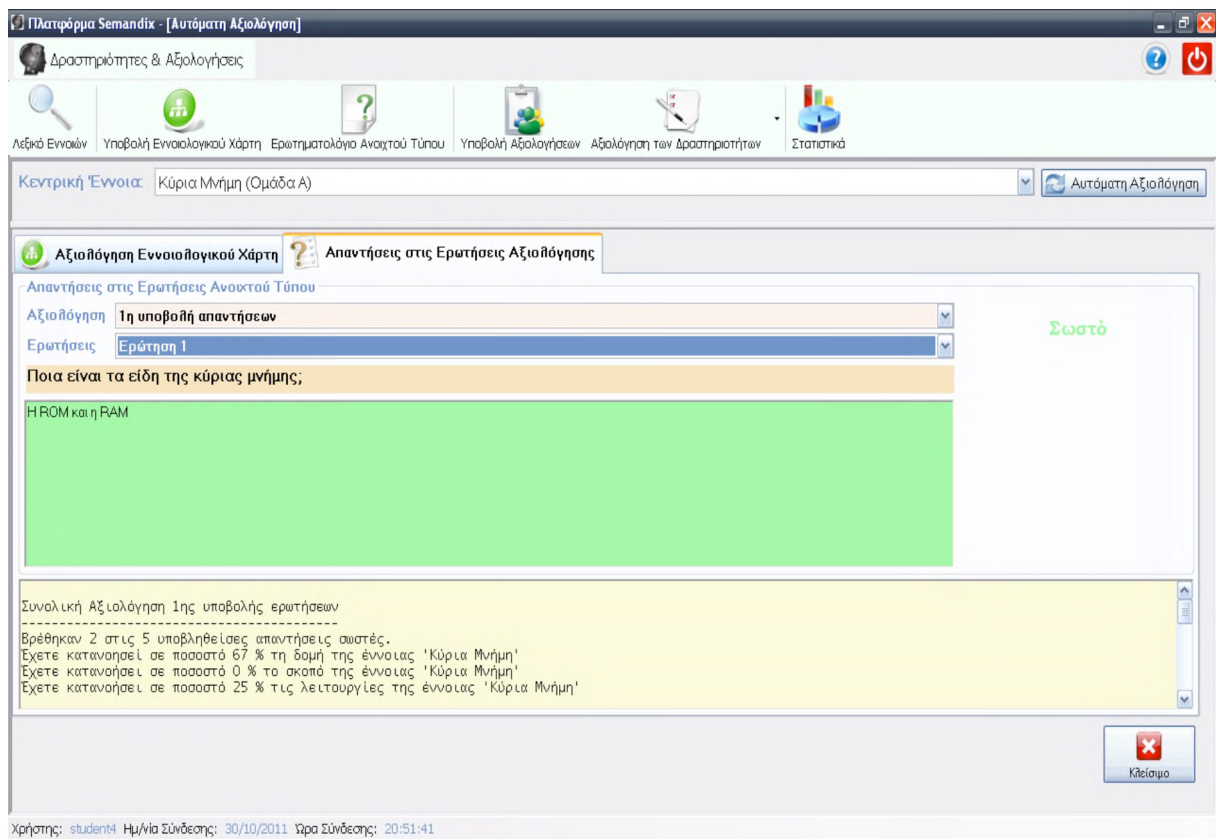 Πλατφόρμα Semandix - [Αυτόματη Αξιολόγηση]
Δραστηριότητες & Αξιολογήσεις
Λεξικό Εννοιών Υποβολή Εννοιολογικού Χάρτη Ερωτηματολόγιο Ανοιχτού Τύπου Υποβολή Αξιολογήσεων Αξιολόγηση των Δραστηριοτήτων Στατιστικά
Κεντρική Έννοια: Κύρια Μνήμη (Ομάδα Α) Αυτόματη Αξιολόγηση
Αξιολόγηση Εννοιολογικού Χάρτη Απαντήσεις στις Ερωτήσεις Αξιολόγησης
Απαντήσεις στις Ερωτήσεις Ανοιχτού Τύπου
Αξιολόγηση 1η υποβολή απαντήσεων
Σωστό
Ερωτήσεις Ερώτηση 1
Ποια είναι τα είδη της κύριας μνήμης;
Η ROM και η RAM
Συνολική Αξιολόγηση 1ης υποβολής ερωτήσεων
-----------------------------------------
Βρέθηκαν 2 στις 5 υποβληθείσες απαντήσεις σωστές.
Έχετε κατανοησεί σε ποσοστό 67 % τη δομή της έννοιας 'Κύρια Μνήμη'
Έχετε κατανοήσει σε ποσοστό 0 % το σκοπό της έννοιας 'Κύρια Μνήμη'
Έχετε κατανοήσει σε ποσοστό 25 % τις λειτουργίες της έννοιας 'Κύρια Μνήμη'
Κλείσιμο
Χρήστης: student4 Ημ/νία Σύνδεσης: 30/10/2011 Ώρα Σύνδεσης: 20:51:41